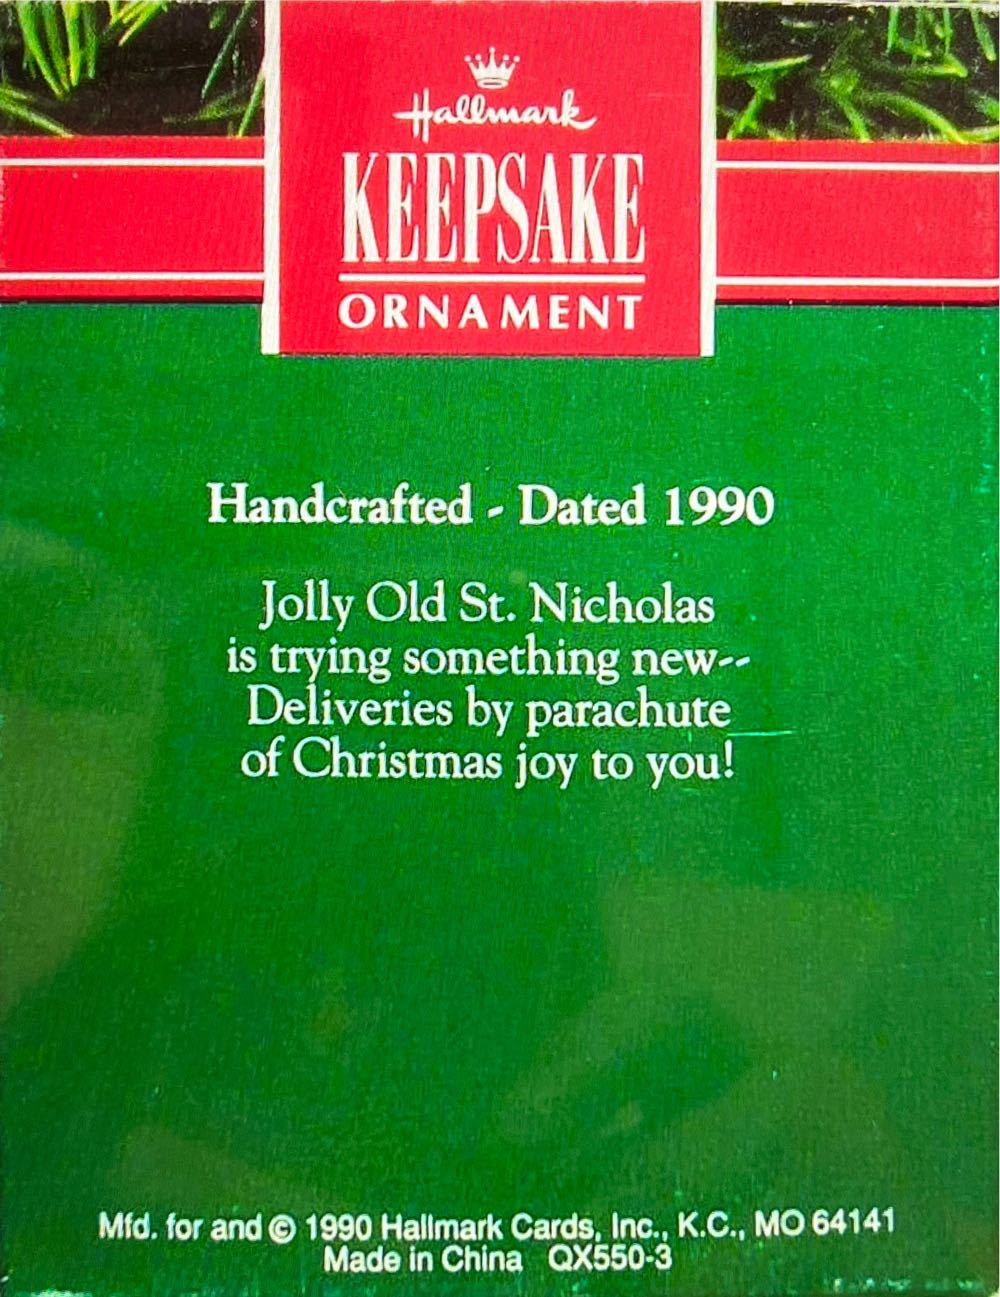 Hallmark
KEEPSAKE
ORNAMENT
Handcrafted - Dated 1990
Jolly Old St. Nicholas
is trying something new--
Deliveries by parachute
of Christmas joy to you!
Mfd. for and © 1990 Hallmark Cards, Inc., K.C., MO 64141
Made in China QX550-3